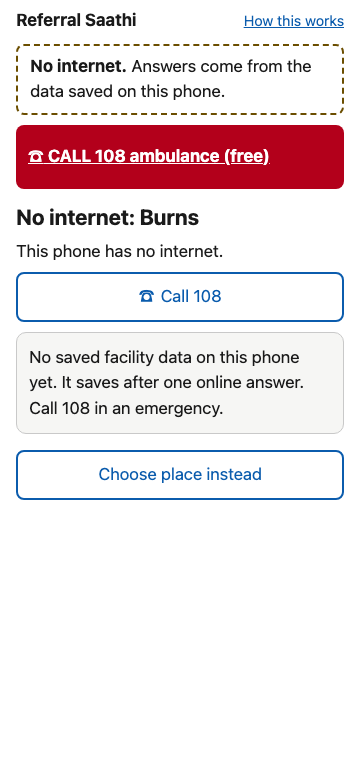 Referral Saathi
How this works
No internet. Answers come from the
data saved on this phone.
☎ CALL 108 ambulance (free)
No internet: Burns
This phone has no internet.
☎ Call 108
No saved facility data on this phone
yet. It saves after one online answer.
Call 108 in an emergency.
Choose place instead